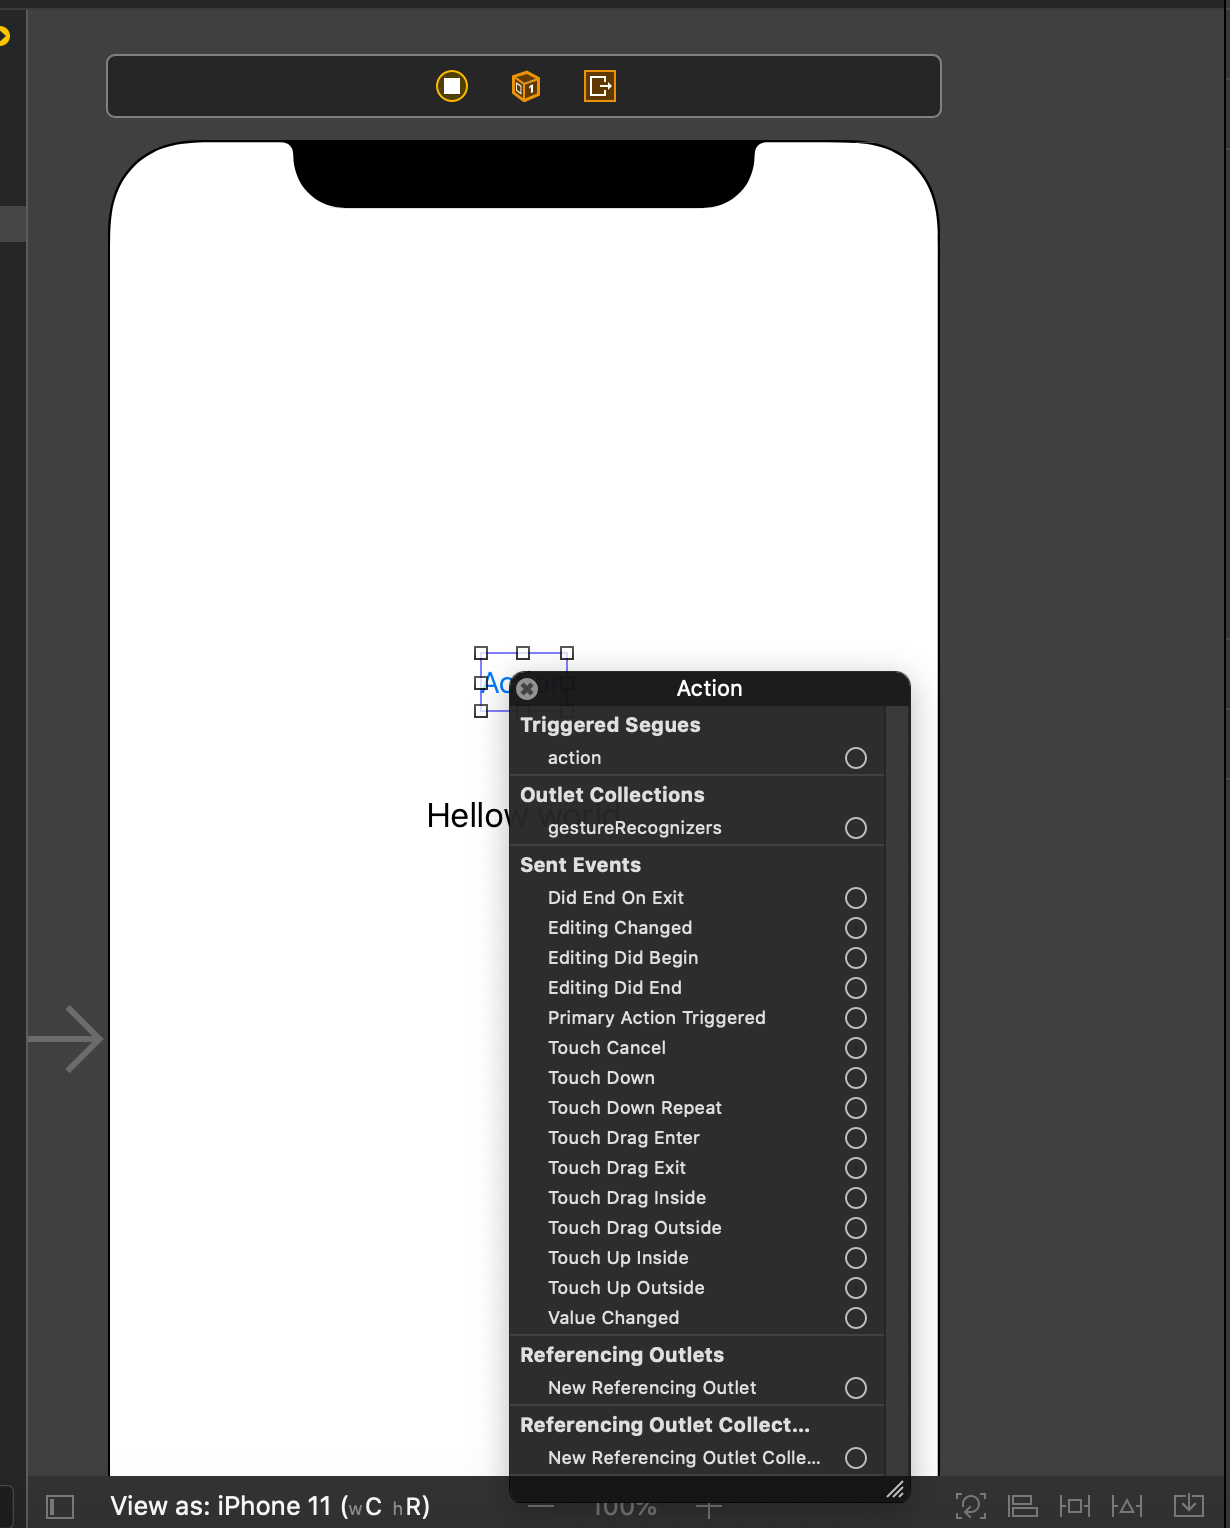 Action
Triggered Segues
action
Outlet Collections
Hellow world
gestureRecognizers
Sent Events
Did End On Exit
Editing Changed
Editing Did Begin
Editing Did End
Primary Action Triggered
Touch Cancel
Touch Down
Touch Down Repeat
Touch Drag Enter
Touch Drag Exit
Touch Drag Inside
Touch Drag Outside
Touch Up Inside
Touch Up Outside
Value Changed
Referencing Outlets
New Referencing Outlet
Referencing Outlet Collect...
New Referencing Outlet Colle...
View as: iPhone 11 (wC hR)
100%